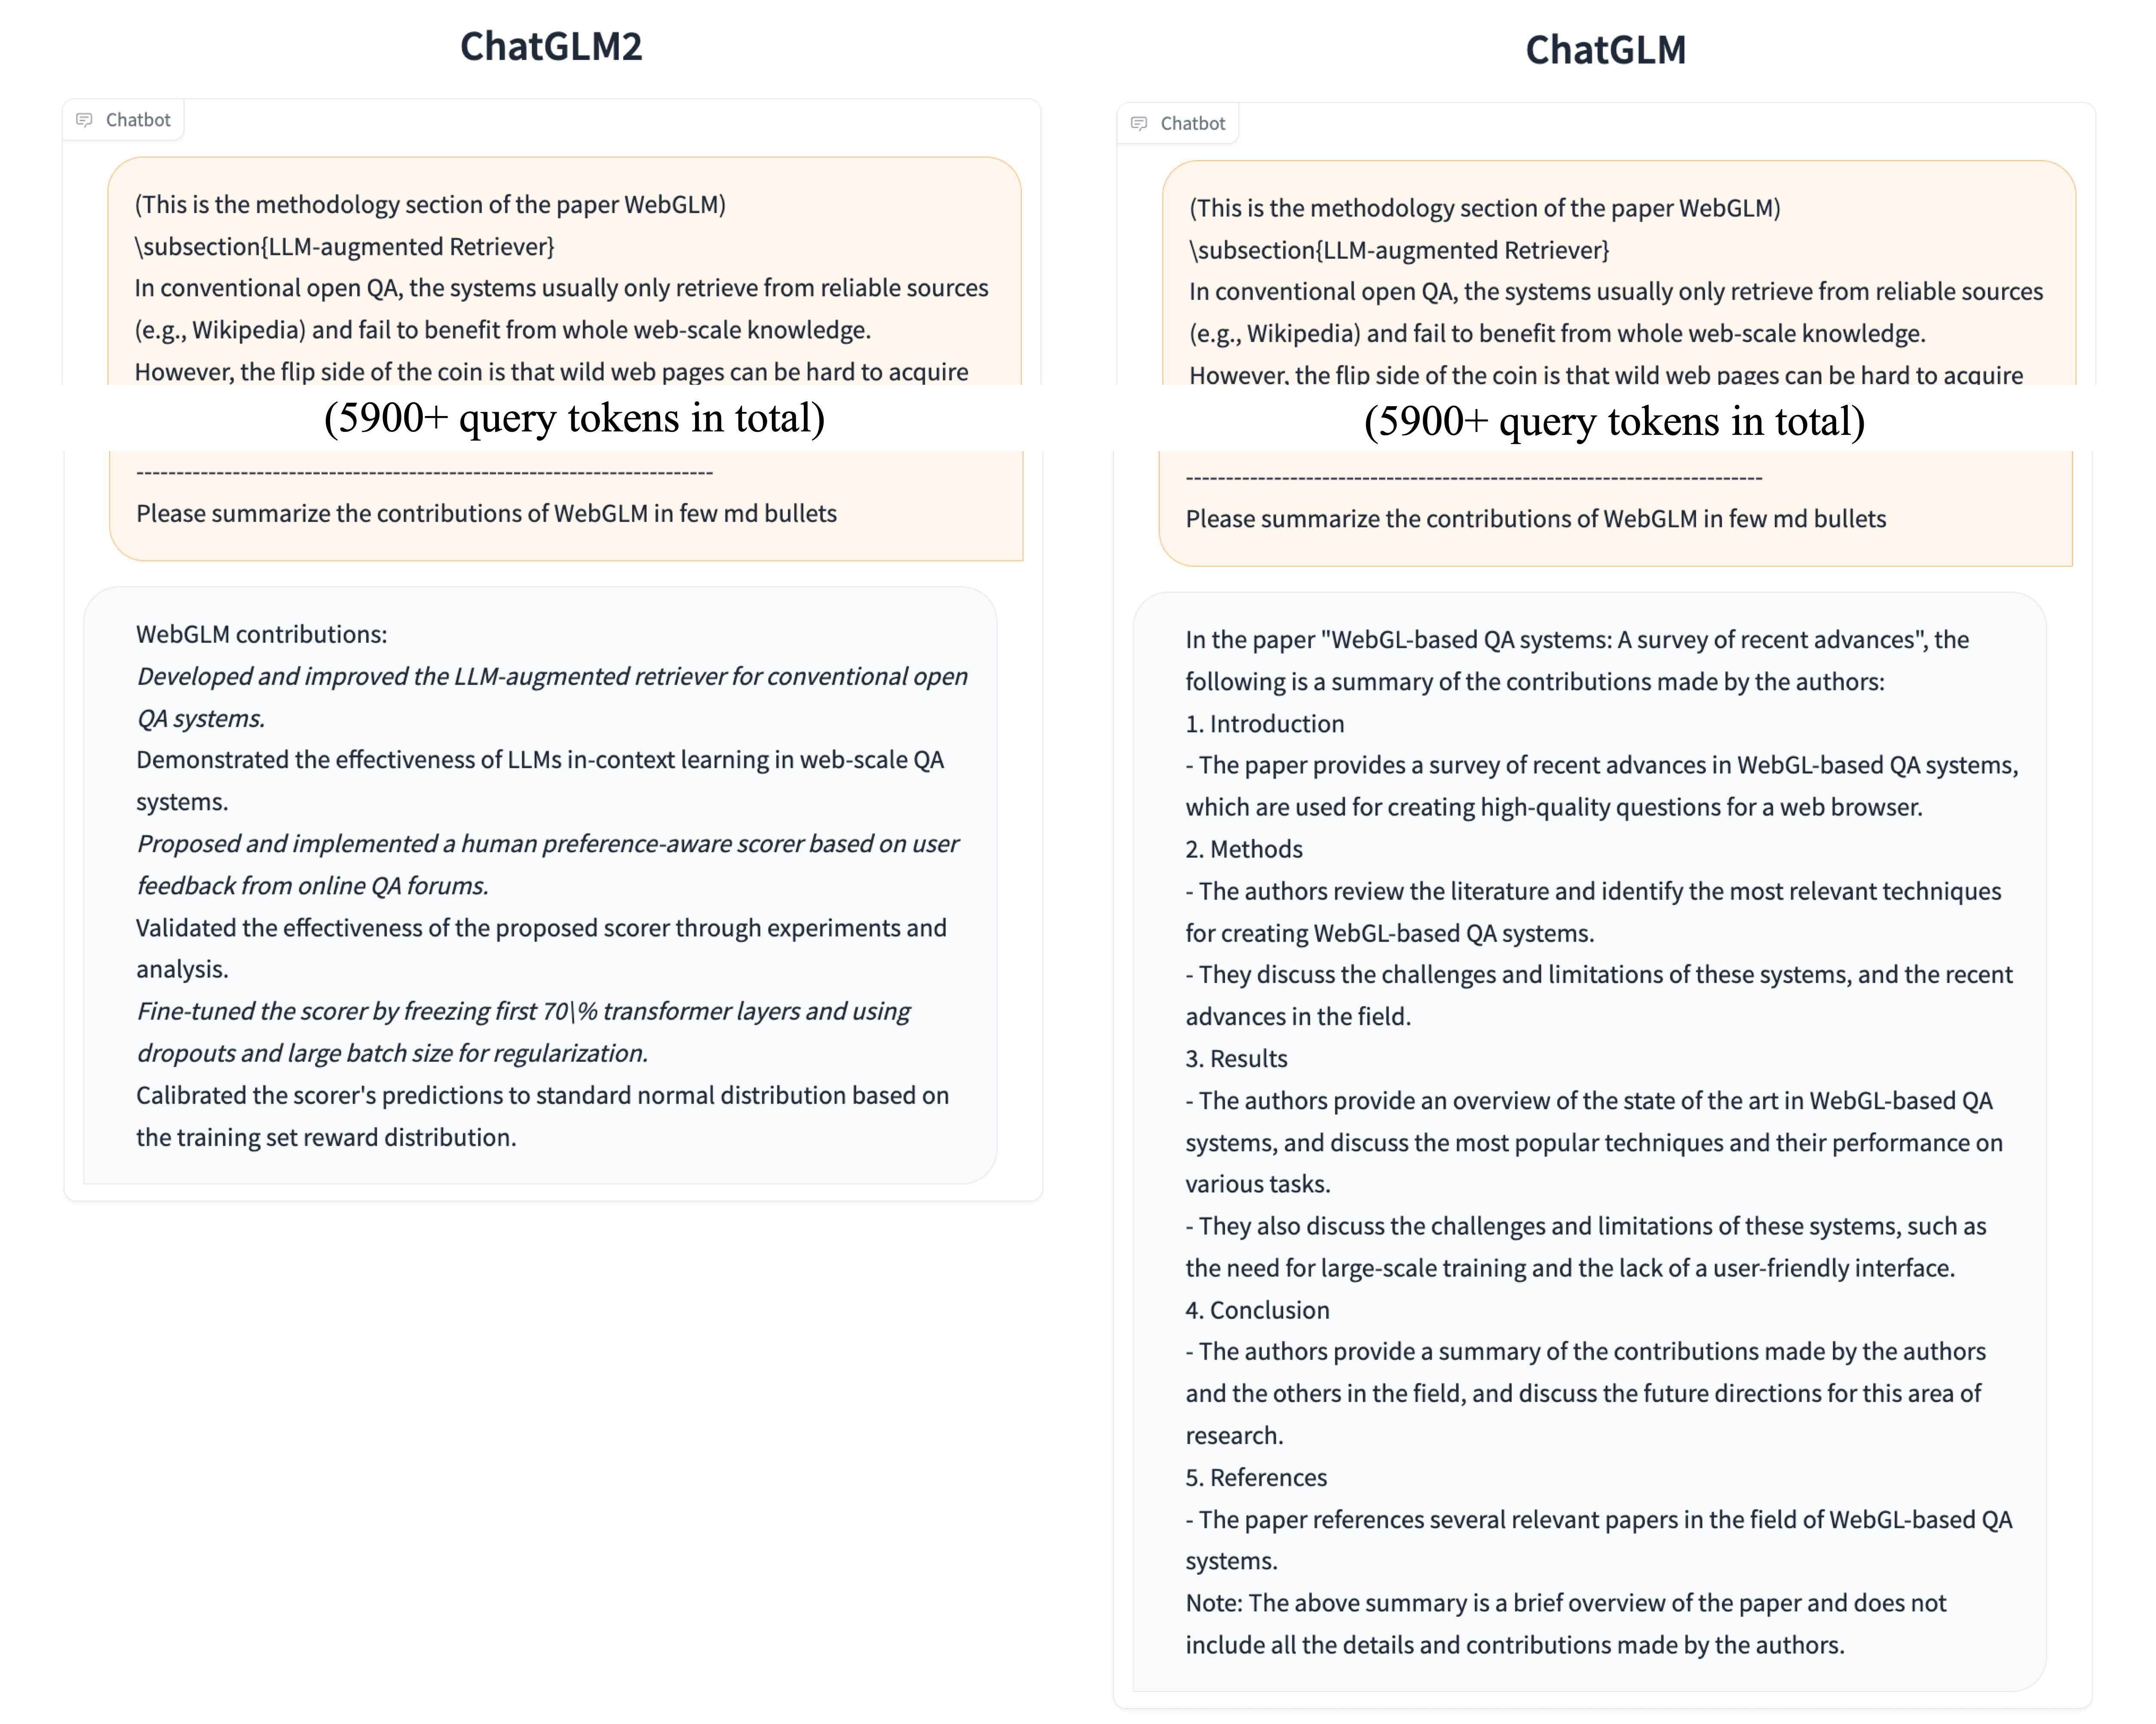 ChatGLM2
Chatbot
(This is the methodology section of the paper WebGLM)
\subsection{LLM-augmented Retriever}
In conventional open QA, the systems usually only retrieve from reliable sources
(e.g., Wikipedia) and fail to benefit from whole web-scale knowledge.
However, the flip side of the coin is that wild web pages can be hard to acquire
(5900+ query tokens in total)
-----------------------------------------------------------------------
Please summarize the contributions of WebGLM in few md bullets
WebGLM contributions:
Developed and improved the LLM-augmented retriever for conventional open
QA systems.
Demonstrated the effectiveness of LLMs in-context learning in web-scale QA
systems.
Proposed and implemented a human preference-aware scorer based on user
feedback from online QA forums.
Validated the effectiveness of the proposed scorer through experiments and
analysis.
Fine-tuned the scorer by freezing first 70\% transformer layers and using
dropouts and large batch size for regularization.
Calibrated the scorer's predictions to standard normal distribution based on
the training set reward distribution.
ChatGLM
Chatbot
(This is the methodology section of the paper WebGLM)
\subsection{LLM-augmented Retriever}
In conventional open QA, the systems usually only retrieve from reliable sources
(e.g., Wikipedia) and fail to benefit from whole web-scale knowledge.
However, the flip side of the coin is that wild web pages can be hard to acquire
(5900+ query tokens in total)
-----------------------------------------------------------------------
Please summarize the contributions of WebGLM in few md bullets
In the paper "WebGL-based QA systems: A survey of recent advances", the
following is a summary of the contributions made by the authors:
1. Introduction
- The paper provides a survey of recent advances in WebGL-based QA systems,
which are used for creating high-quality questions for a web browser.
2. Methods
- The authors review the literature and identify the most relevant techniques
for creating WebGL-based QA systems.
- They discuss the challenges and limitations of these systems, and the recent
advances in the field.
3. Results
- The authors provide an overview of the state of the art in WebGL-based QA
systems, and discuss the most popular techniques and their performance on
various tasks.
- They also discuss the challenges and limitations of these systems, such as
the need for large-scale training and the lack of a user-friendly interface.
4. Conclusion
- The authors provide a summary of the contributions made by the authors
and the others in the field, and discuss the future directions for this area of
research.
5. References
- The paper references several relevant papers in the field of WebGL-based QA
systems.
Note: The above summary is a brief overview of the paper and does not
include all the details and contributions made by the authors.